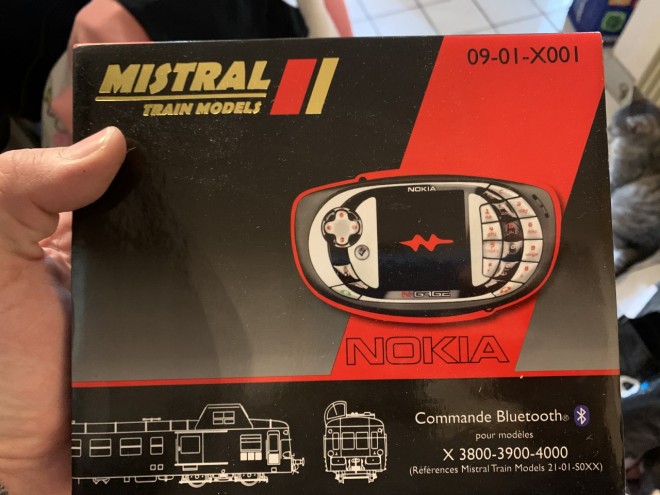 MISTRAL
TRAIN MODELS
09-01-X001
NOKIA
N-GAGE
NOKIA
Commande Bluetooth®
pour modèles
X 3800-3900-4000
(Références Mistral Train Models 21-01-S0XX)